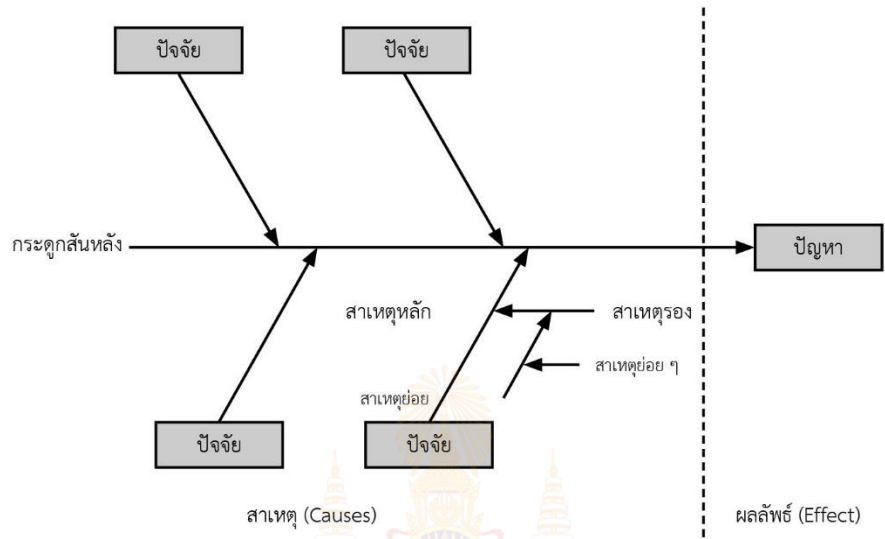 ปัจจัย
ปัจจัย
กระดูกสันหลัง
ปัญหา
สาเหตุหลัก
สาเหตุรอง
สาเหตุย่อย ๆ
สาเหตุย่อย
ปัจจัย
ปัจจัย
สาเหตุ (Causes)
ผลลัพธ์ (Effect)